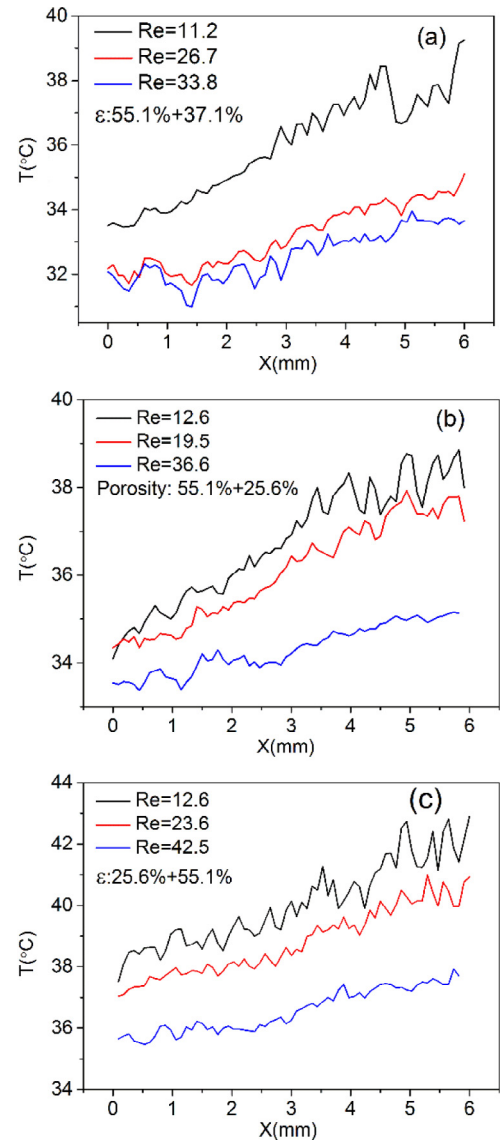 40
Re=11.2
(a)
Re=26.7
38
Re=33.8
ε:55.1%+37.1%
36
T(°C)
34
32
0 1 2 3 4 5 6
X(mm)
40
Re=12.6
(b)
Re=19.5
Re=36.6
38
Porosity: 55.1%+25.6%
T(°C)
36
34
0 1 2 3 4 5 6
X(mm)
44
Re=12.6
(c)
Re=23.6
42
Re=42.5
ε:25.6%+55.1%
40
T(°C)
38
36
34
0 1 2 3 4 5 6
X(mm)